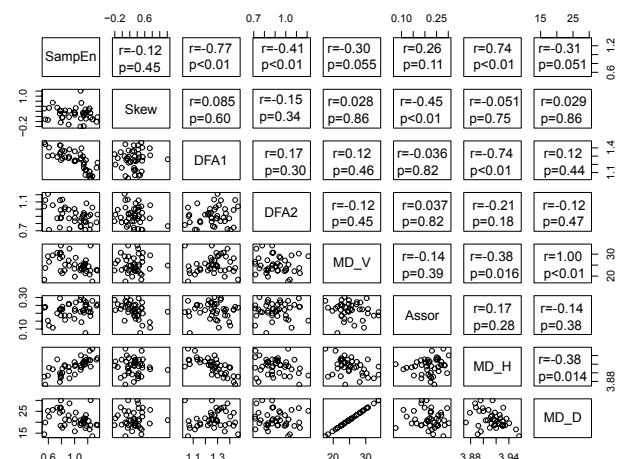 −0.2 0.6 0.7 1.0 0.10 0.25 15 25
SampEn r=-0.12 p=0.45 r=-0.77 p<0.01 r=-0.41 p<0.01 r=-0.30 p=0.055 r=0.26 p=0.11 r=0.74 p<0.01 r=-0.31 p=0.051 0.6 1.2
−0.2 1.0 Skew r=0.085 p=0.60 r=-0.15 p=0.34 r=0.028 p=0.86 r=-0.45 p<0.01 r=-0.051 p=0.75 r=0.029 p=0.86
DFA1 r=0.17 p=0.30 r=0.12 p=0.46 r=-0.036 p=0.82 r=-0.74 p<0.01 r=0.12 p=0.44 1.1 1.4
0.7 1.1 DFA2 r=-0.12 p=0.45 r=0.037 p=0.82 r=-0.21 p=0.18 r=-0.12 p=0.47
MD_V r=-0.14 p=0.39 r=-0.38 p=0.016 r=1.00 p<0.01 20 30
0.10 0.30 Assor r=0.17 p=0.28 r=-0.14 p=0.38
MD_H r=-0.38 p=0.014 3.88
15 25 MD_D
0.6 1.0 1.1 1.3 20 30 3.88 3.94